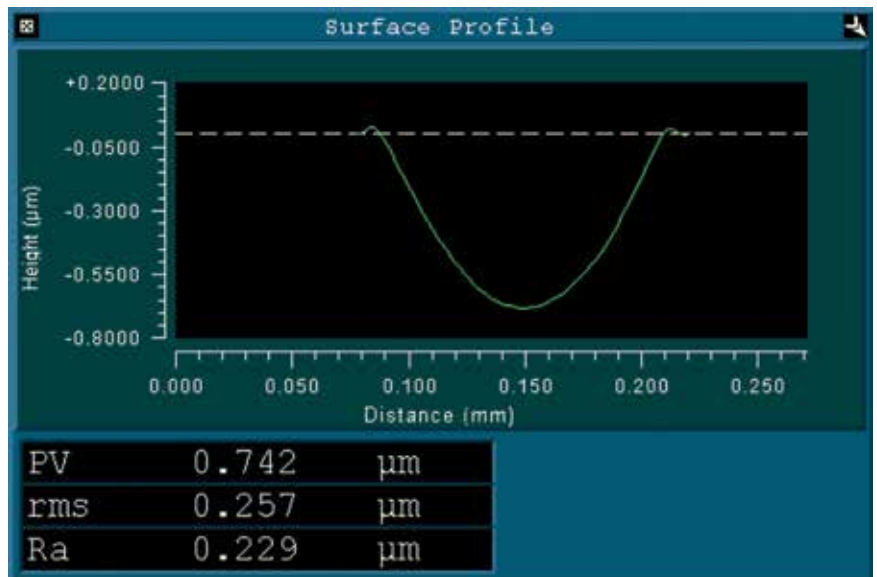 Surface Profile
+0.2000
-0.0500
-0.3000
-0.5500
-0.8000
Height (µm)
0.000 0.050 0.100 0.150 0.200 0.250
Distance (mm)
PV 0.742 µm
rms 0.257 µm
Ra 0.229 µm